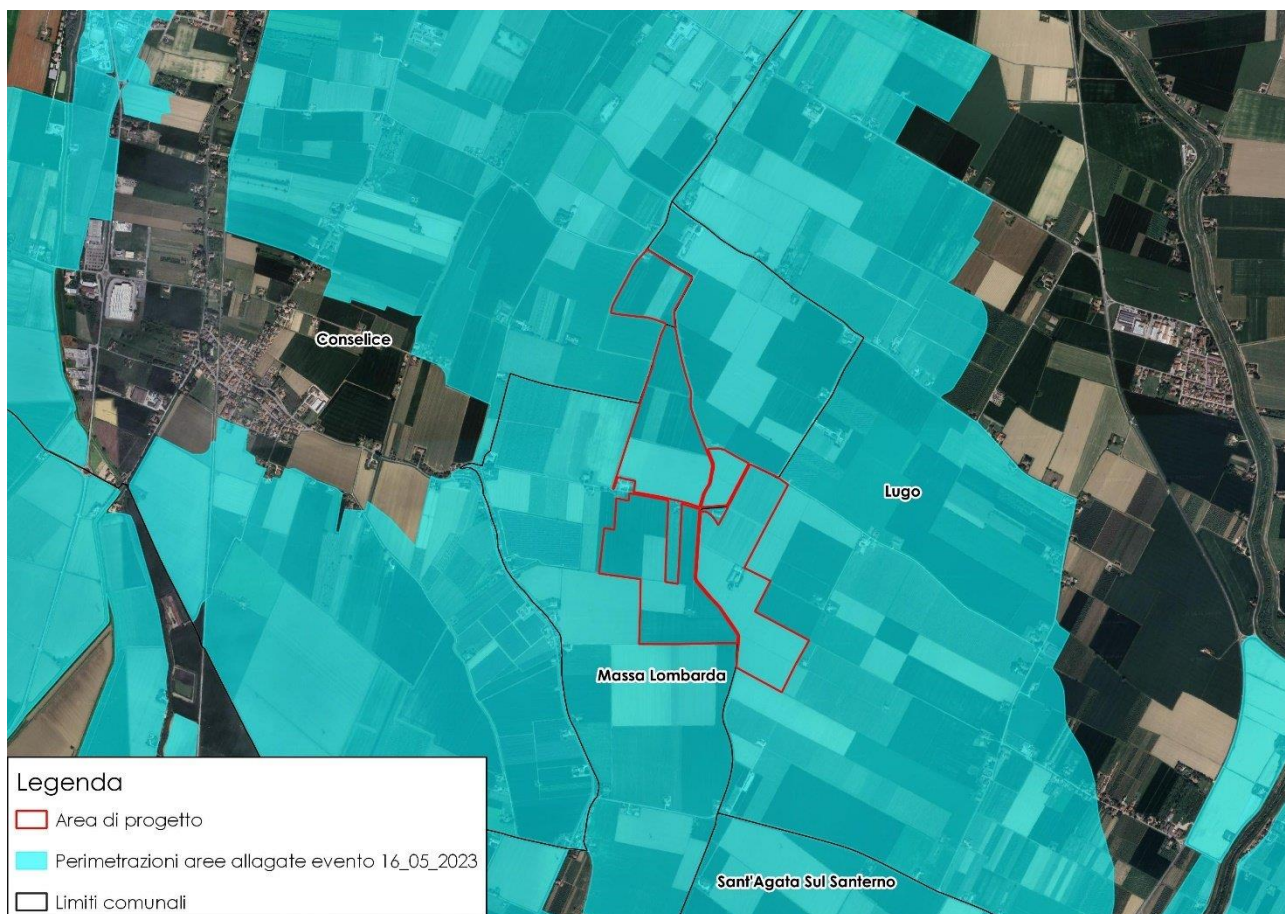 Conselice
Lugo
Massa Lombarda
Sant'Agata Sul Santerno
Legenda
Area di progetto
Perimetrazioni aree allagate evento 16_05_2023
Limiti comunali